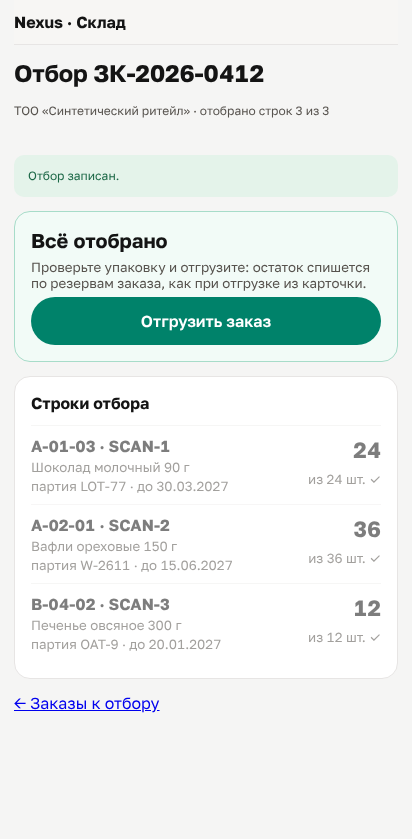 Nexus · Склад
Отбор ЗК-2026-0412
ТОО «Синтетический ритейл» · отобрано строк 3 из 3
Отбор записан.
Всё отобрано
Проверьте упаковку и отгрузите: остаток спишется
по резервам заказа, как при отгрузке из карточки.
Отгрузить заказ
Строки отбора
A-01-03 · SCAN-1
24
Шоколад молочный 90 г
из 24 шт. ✓
партия LOT-77 · до 30.03.2027
A-02-01 · SCAN-2
36
Вафли ореховые 150 г
из 36 шт. ✓
партия W-2611 · до 15.06.2027
B-04-02 · SCAN-3
12
Печенье овсяное 300 г
из 12 шт. ✓
партия OAT-9 · до 20.01.2027
← Заказы к отбору